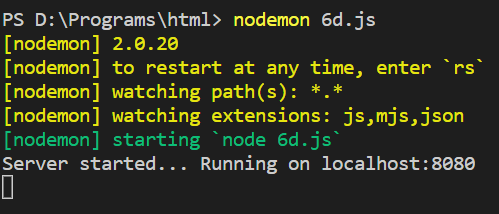 PS D:\Programs\html> nodemon 6d.js
[nodemon] 2.0.20
[nodemon] to restart at any time, enter `rs`
[nodemon] watching path(s): *.*
[nodemon] watching extensions: js,mjs,json
[nodemon] starting `node 6d.js`
Server started... Running on localhost:8080